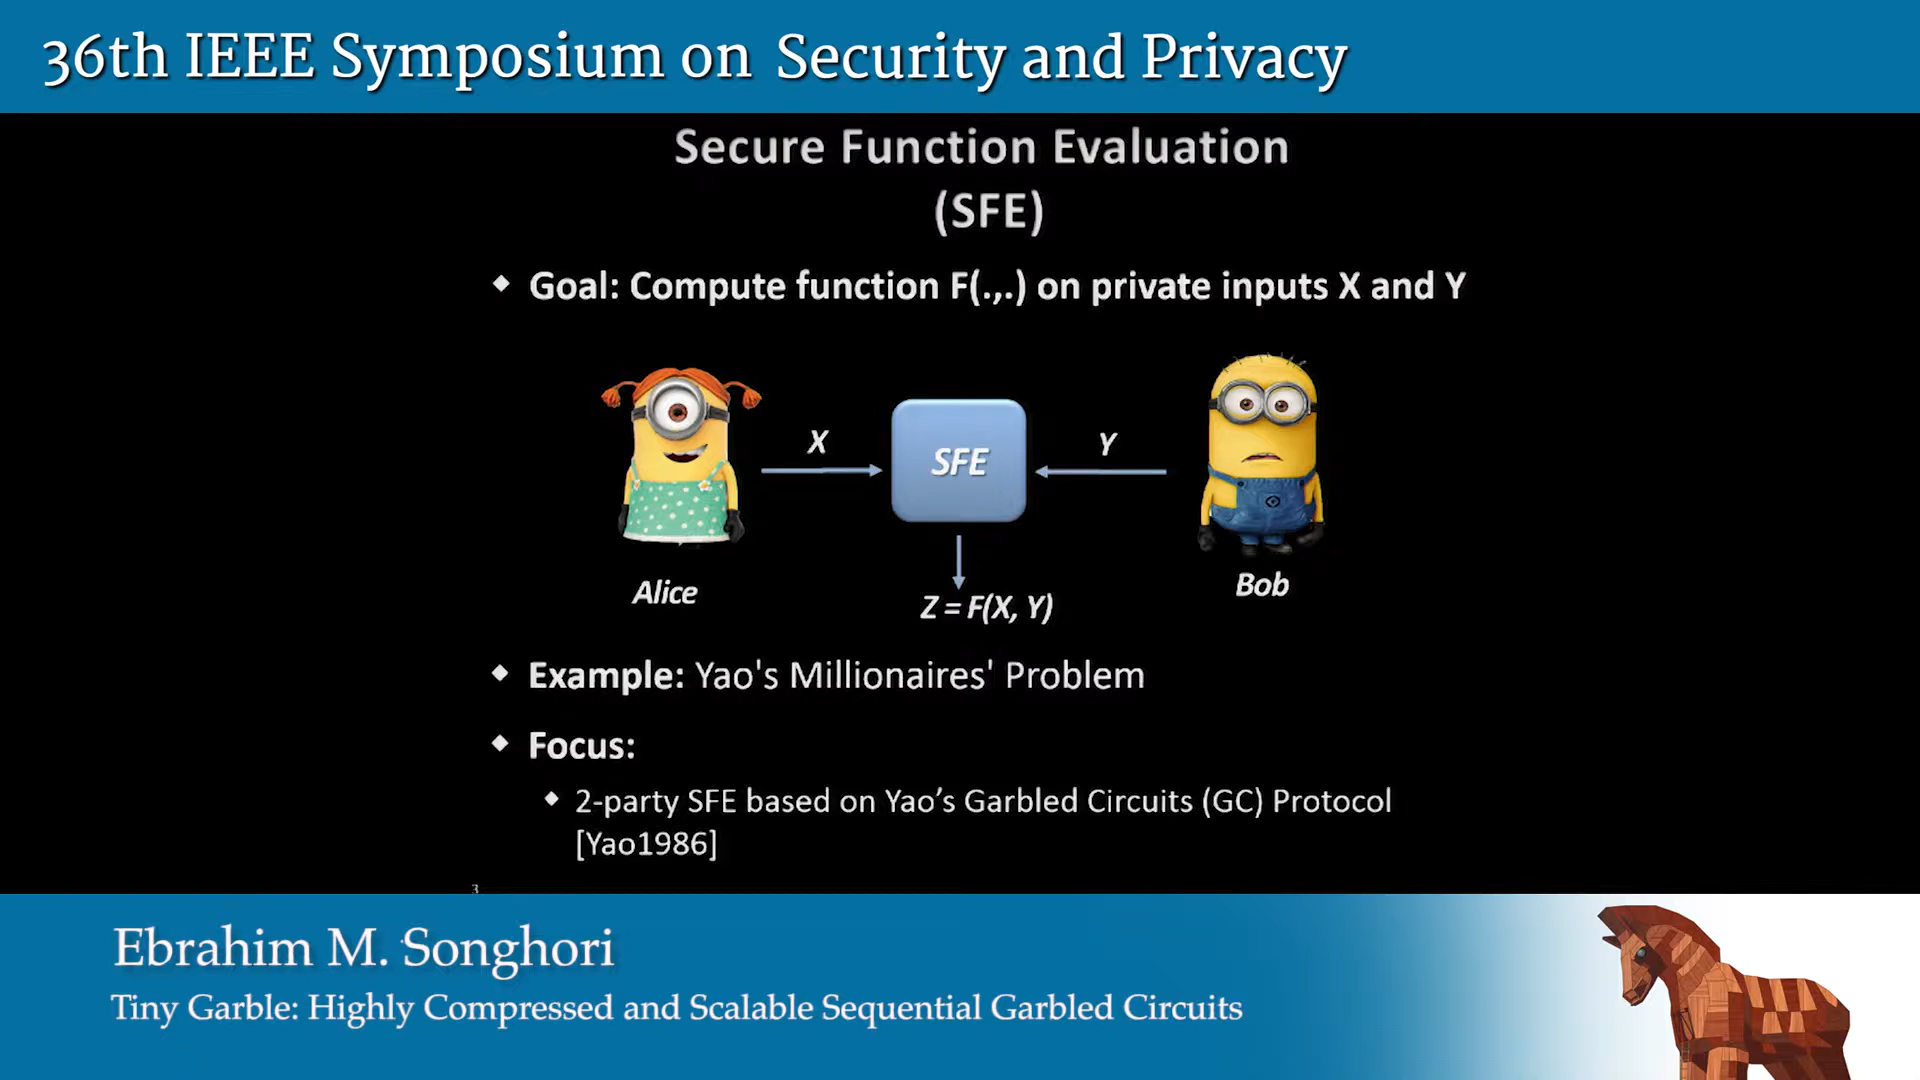 36th IEEE Symposium on Security and Privacy
Secure Function Evaluation
(SFE)
Goal: Compute function F(.,.) on private inputs X and Y
X
SFE
Y
Alice
Z = F(X, Y)
Bob
Example: Yao's Millionaires' Problem
Focus:
2-party SFE based on Yao’s Garbled Circuits (GC) Protocol
[Yao1986]
3
Ebrahim M. Songhori
Tiny Garble: Highly Compressed and Scalable Sequential Garbled Circuits